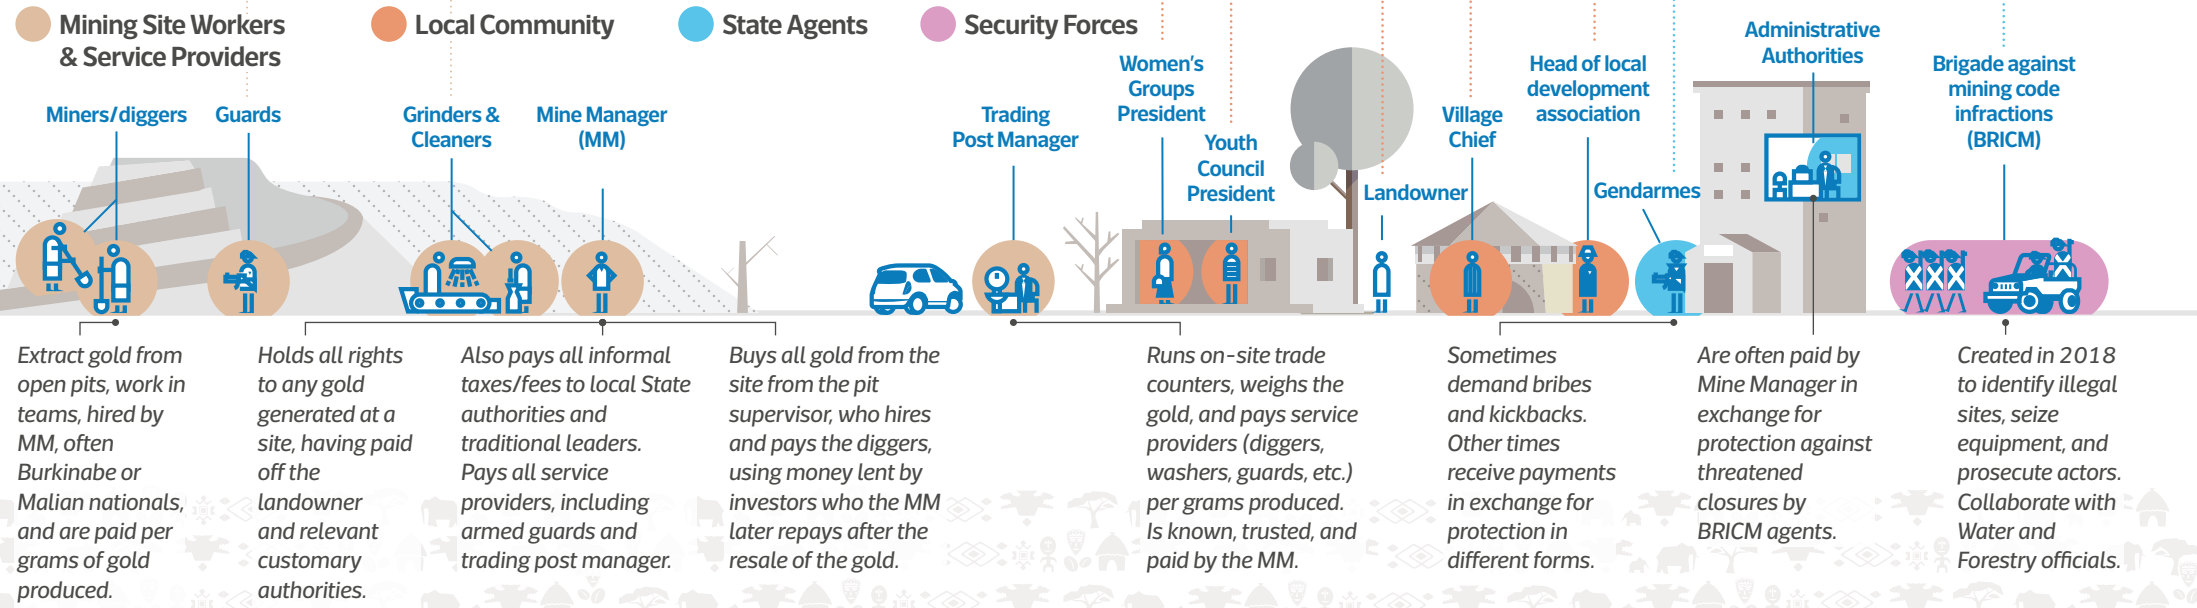 Mining Site Workers
& Service Providers
Local Community
State Agents
Security Forces
Miners/diggers
Guards
Grinders &
Cleaners
Mine Manager
(MM)
Trading
Post Manager
Women's
Groups
President
Youth
Council
President
Landowner
Village
Chief
Head of local
development
association
Gendarmes
Administrative
Authorities
Brigade against
mining code
infractions
(BRICM)
Extract gold from
open pits, work in
teams, hired by
MM, often
Burkinabe or
Malian nationals,
and are paid per
grams of gold
produced.
Holds all rights
to any gold
generated at a
site, having paid
off the
landowner
and relevant
customary
authorities.
Also pays all informal
taxes/fees to local State
authorities and
traditional leaders.
Pays all service
providers, including
armed guards and
trading post manager.
Buys all gold from the
site from the pit
supervisor, who hires
and pays the diggers,
using money lent by
investors who the MM
later repays after the
resale of the gold.
Runs on-site trade
counters, weighs the
gold, and pays service
providers (diggers,
washers, guards, etc.)
per grams produced.
Is known, trusted, and
paid by the MM.
Sometimes
demand bribes
and kickbacks.
Other times
receive payments
in exchange for
protection in
different forms.
Are often paid by
Mine Manager in
exchange for
protection against
threatened
closures by
BRICM agents.
Created in 2018
to identify illegal
sites, seize
equipment, and
prosecute actors.
Collaborate with
Water and
Forestry officials.